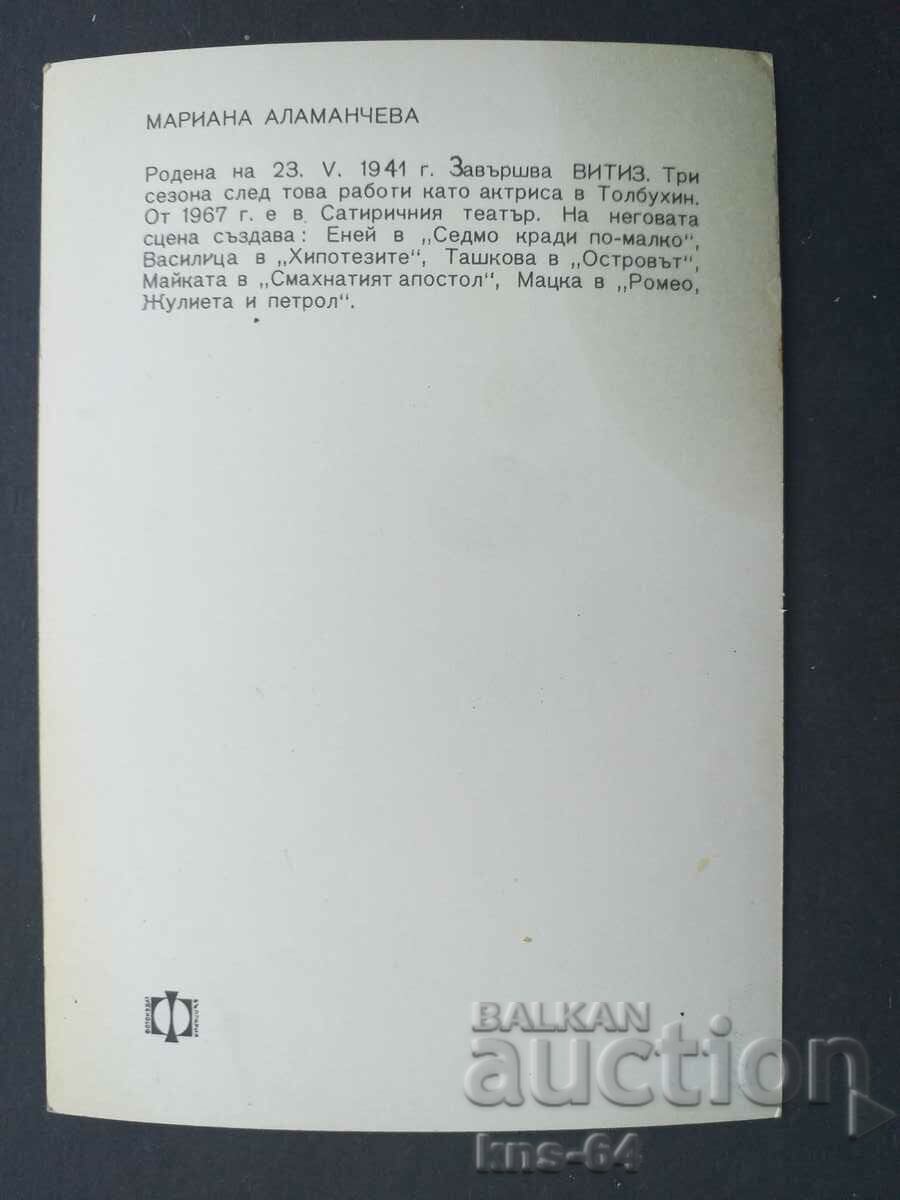 МАРИАНА АЛАМАНЧЕВА
Родена на 23. V. 1941 г. Завършва ВИТИЗ. Три
сезона след това работи като актриса в Толбухин.
От 1967 г. е в Сатиричния театър. На неговата
сцена създава: Еней в „Седмо кради по-малко“,
Василица в „Хипотезите“, Ташкова в „Островът“,
Майката в „Смахнатият апостол“, Мацка в „Ромео,
Жулиета и петрол“.
ФОТОИЗДАТ
БЪЛГАРИЯ
BALKAN
auction
kns-64